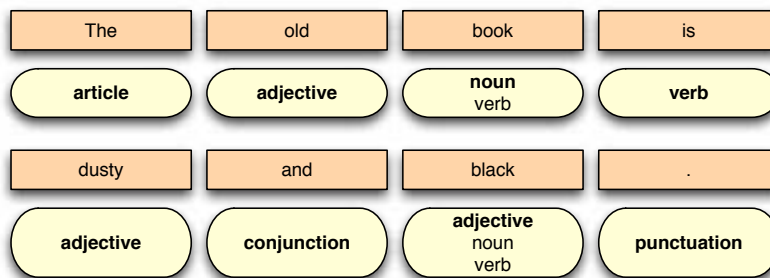 The old book is
article adjective noun verb
verb
dusty and black .
adjective conjunction adjective punctuation
noun
verb